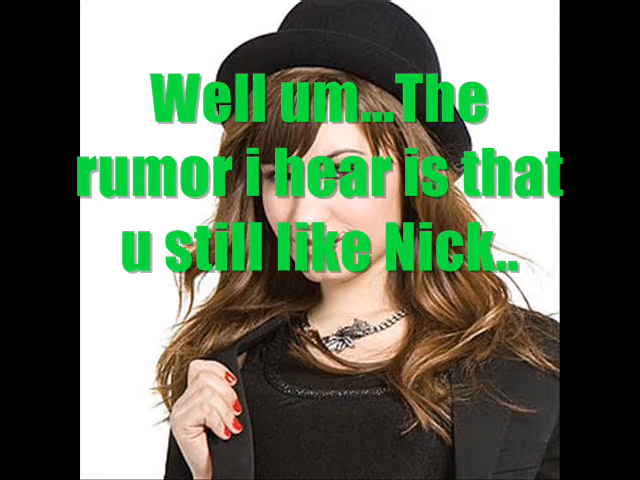 Well um...The
rumor i hear is that
u still like Nick..